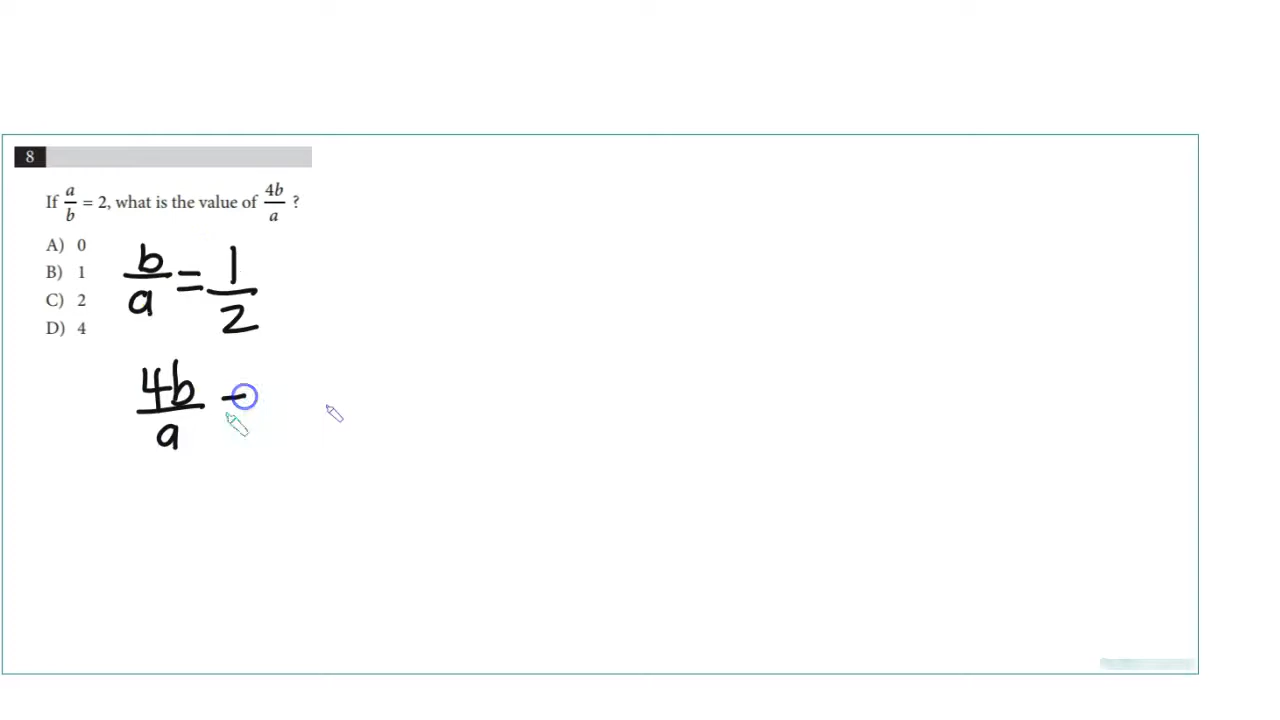 8
If a/b = 2, what is the value of 4b/a ?
A) 0
B) 1
C) 2
D) 4
b/a = 1/2
4b/a -